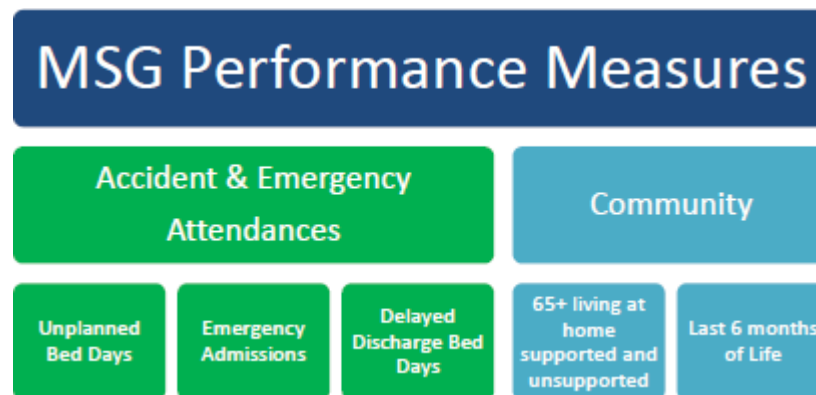 MSG Performance Measures
Accident & Emergency
Attendances
Community
Unplanned
Bed Days
Emergency
Admissions
Delayed
Discharge Bed
Days
65+ living at
home
supported and
unsupported
Last 6 months
of Life